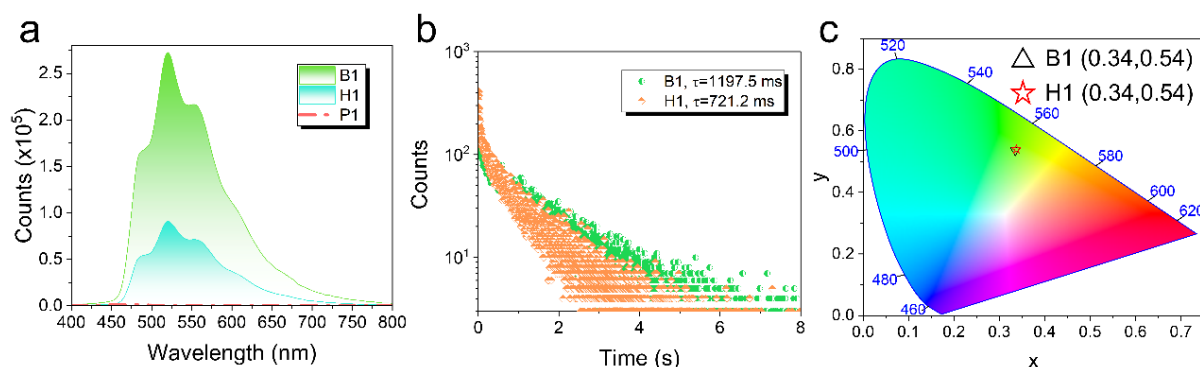 a
2.5
2.0
1.5
1.0
0.5
0.0
Counts (x10⁵)
400 450 500 550 600 650 700 750 800
Wavelength (nm)
B1
H1
P1
b
10³
10²
10¹
Counts
0 2 4 6 8
Time (s)
B1, τ=1197.5 ms
H1, τ=721.2 ms
c
0.8
0.6
0.4
0.2
0.0
y
0.0 0.1 0.2 0.3 0.4 0.5 0.6 0.7
x
B1 (0.34,0.54)
H1 (0.34,0.54)
520
540
560
500
580
600
620
480
460